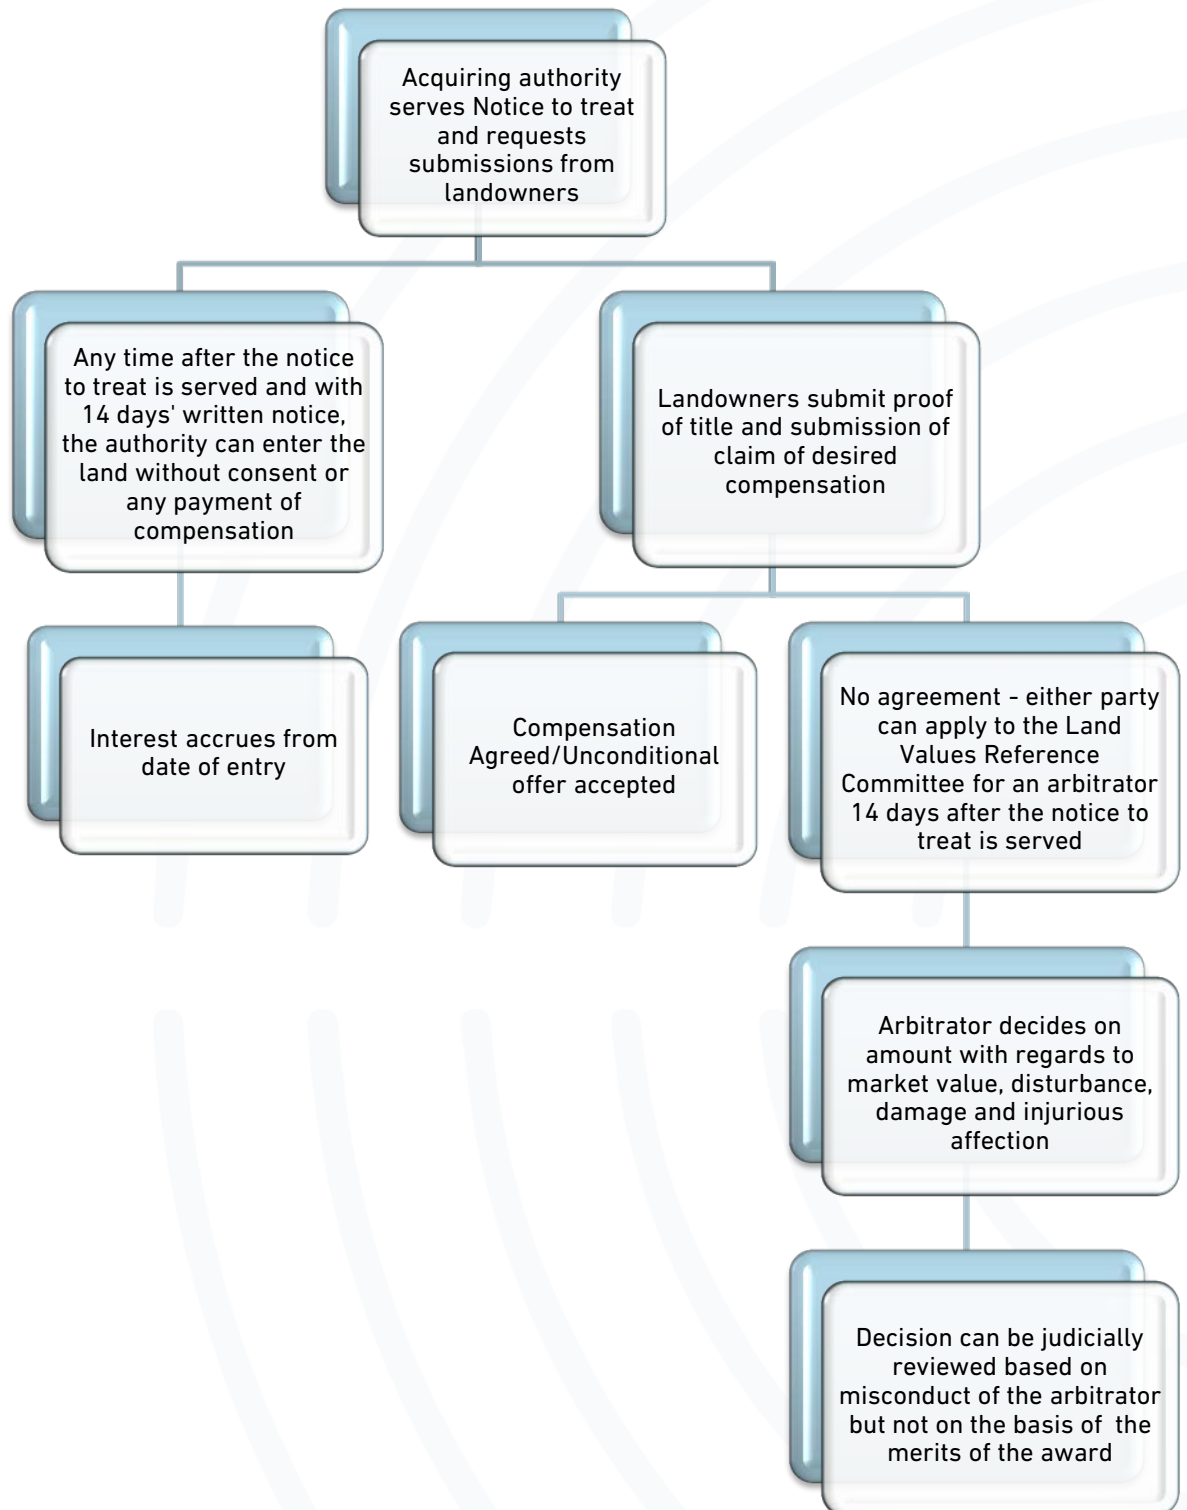 Acquiring authority
serves Notice to treat
and requests
submissions from
landowners
Any time after the notice
to treat is served and with
14 days' written notice,
the authority can enter the
land without consent or
any payment of
compensation
Landowners submit proof
of title and submission of
claim of desired
compensation
Interest accrues from
date of entry
Compensation
Agreed/Unconditional
offer accepted
No agreement - either party
can apply to the Land
Values Reference
Committee for an arbitrator
14 days after the notice to
treat is served
Arbitrator decides on
amount with regards to
market value, disturbance,
damage and injurious
affection
Decision can be judicially
reviewed based on
misconduct of the arbitrator
but not on the basis of  the
merits of the award